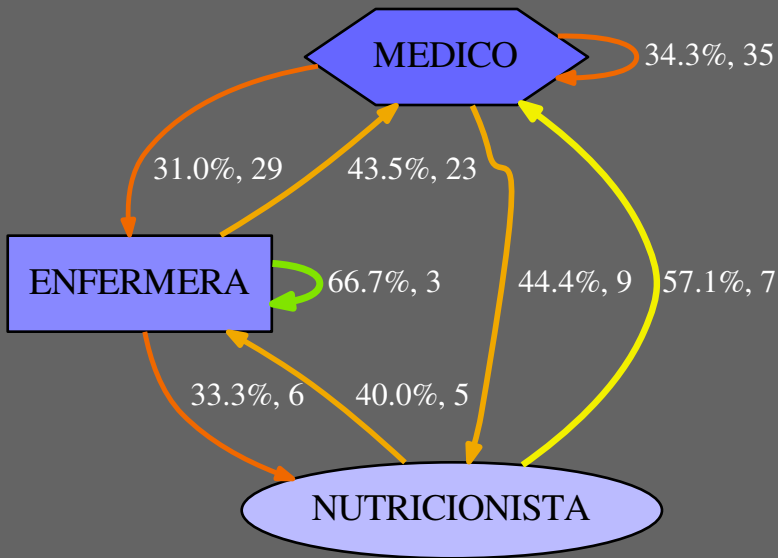 MEDICO
34.3%, 35
31.0%, 29
43.5%, 23
ENFERMERA
66.7%, 3
44.4%, 9
57.1%, 7
33.3%, 6
40.0%, 5
NUTRICIONISTA